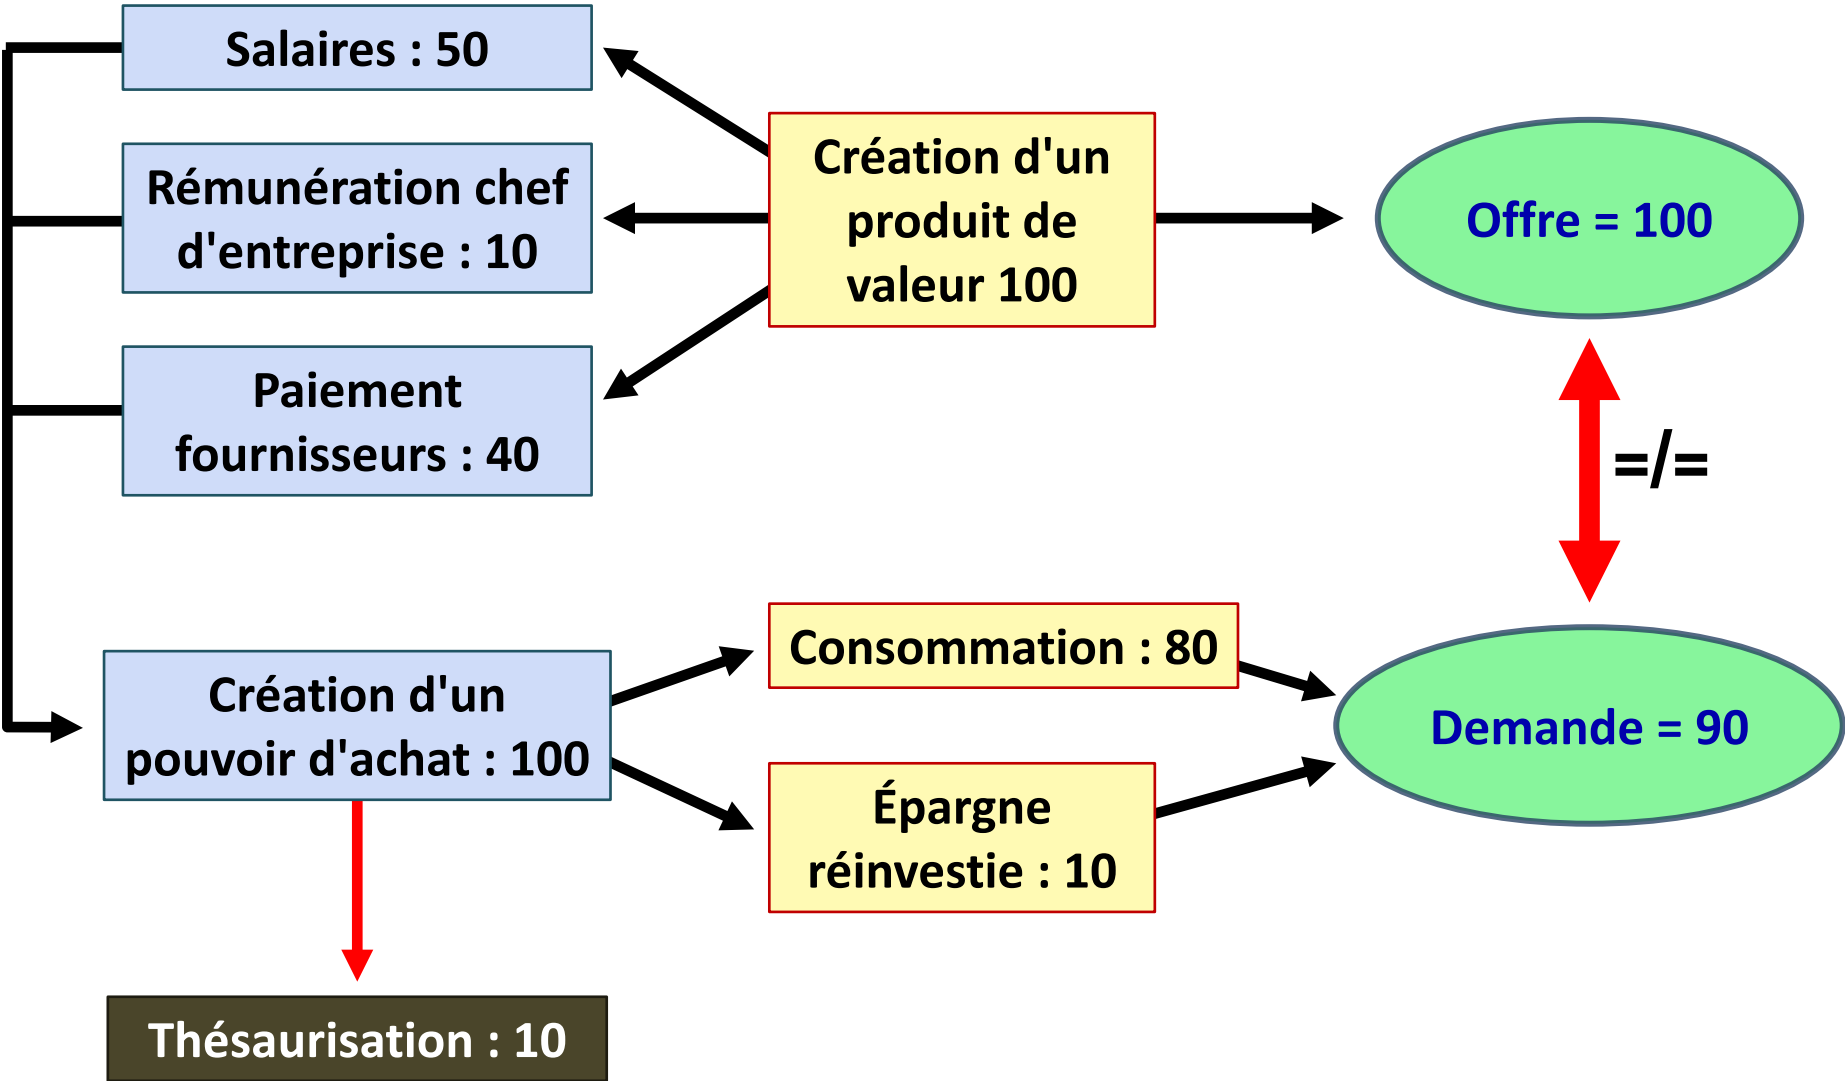 Salaires : 50
Rémunération chef
d'entreprise : 10
Paiement
fournisseurs : 40
Création d'un
produit de
valeur 100
Offre = 100
=/=
Création d'un
pouvoir d'achat : 100
Consommation : 80
Épargne
réinvestie : 10
Demande = 90
Thésaurisation : 10